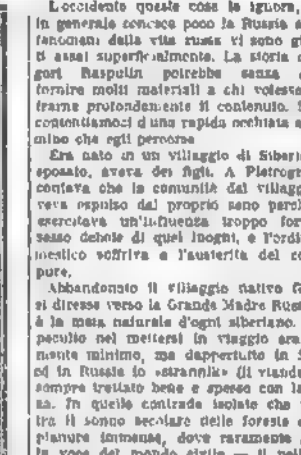 L'occidente queste cose le ignora,
in generale conosce poco la Russia e
fenomeni della vita russa vi sono gi
ti assai superficialmente. La storia d
gori Rasputin potrebbe senza d
fornire molti materiali a chi volesse
trarne profondamente il contenuto.
contentiamoci d'una rapida occhiata a
mino che egli percorse
Era nato in un villaggio di Siberia
sposato, aveva dei figli. A Pietrogr
contava che la comunità del villagg
veva espulso dal proprio seno perch
esercitava un'influenza troppo for
sesso debole di quei luoghi, e l'ordi
mestico soffriva e l'austerità del co
pure.
Abbandonato il villaggio nativo G
si diresse verso la Grande Madre Russ
è la meta naturale d'ogni siberiano.
peculio nel mettersi in viaggio era
mente minimo, ma dappertutto in S
ed in Russia lo «strannik» (il viand
sempre trattato bene e spesso con la
za. In quelle contrade isolate che
tra il sonno secolare delle foreste e
pianure immense, dove raramente
la voce del mondo civile — il pell